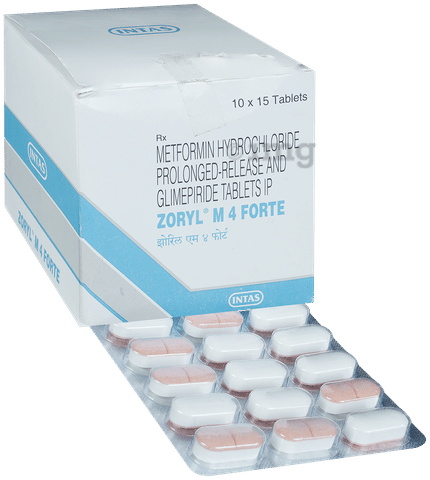 INTAS
10 x 15 Tablets
Rx
METFORMIN HYDROCHLORIDE
PROLONGED-RELEASE AND
GLIMEPIRIDE TABLETS IP
ZORYL® M 4 FORTE
झोरिल एम ४ फोर्ट
INTAS
INTAS
ZORYL® M 4 FORTE